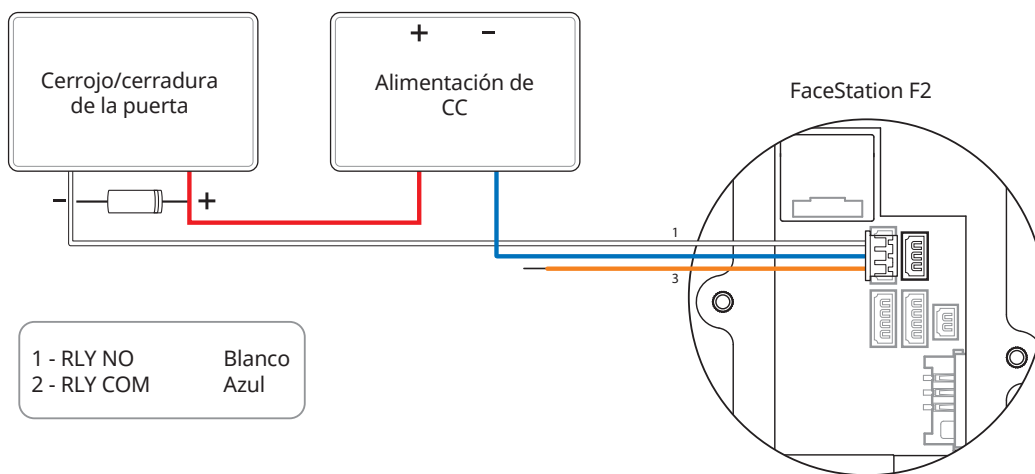 + −
Cerrojo/cerradura
de la puerta
Alimentación de
CC
FaceStation F2
− +
1
3
1 - RLY NO Blanco
2 - RLY COM Azul